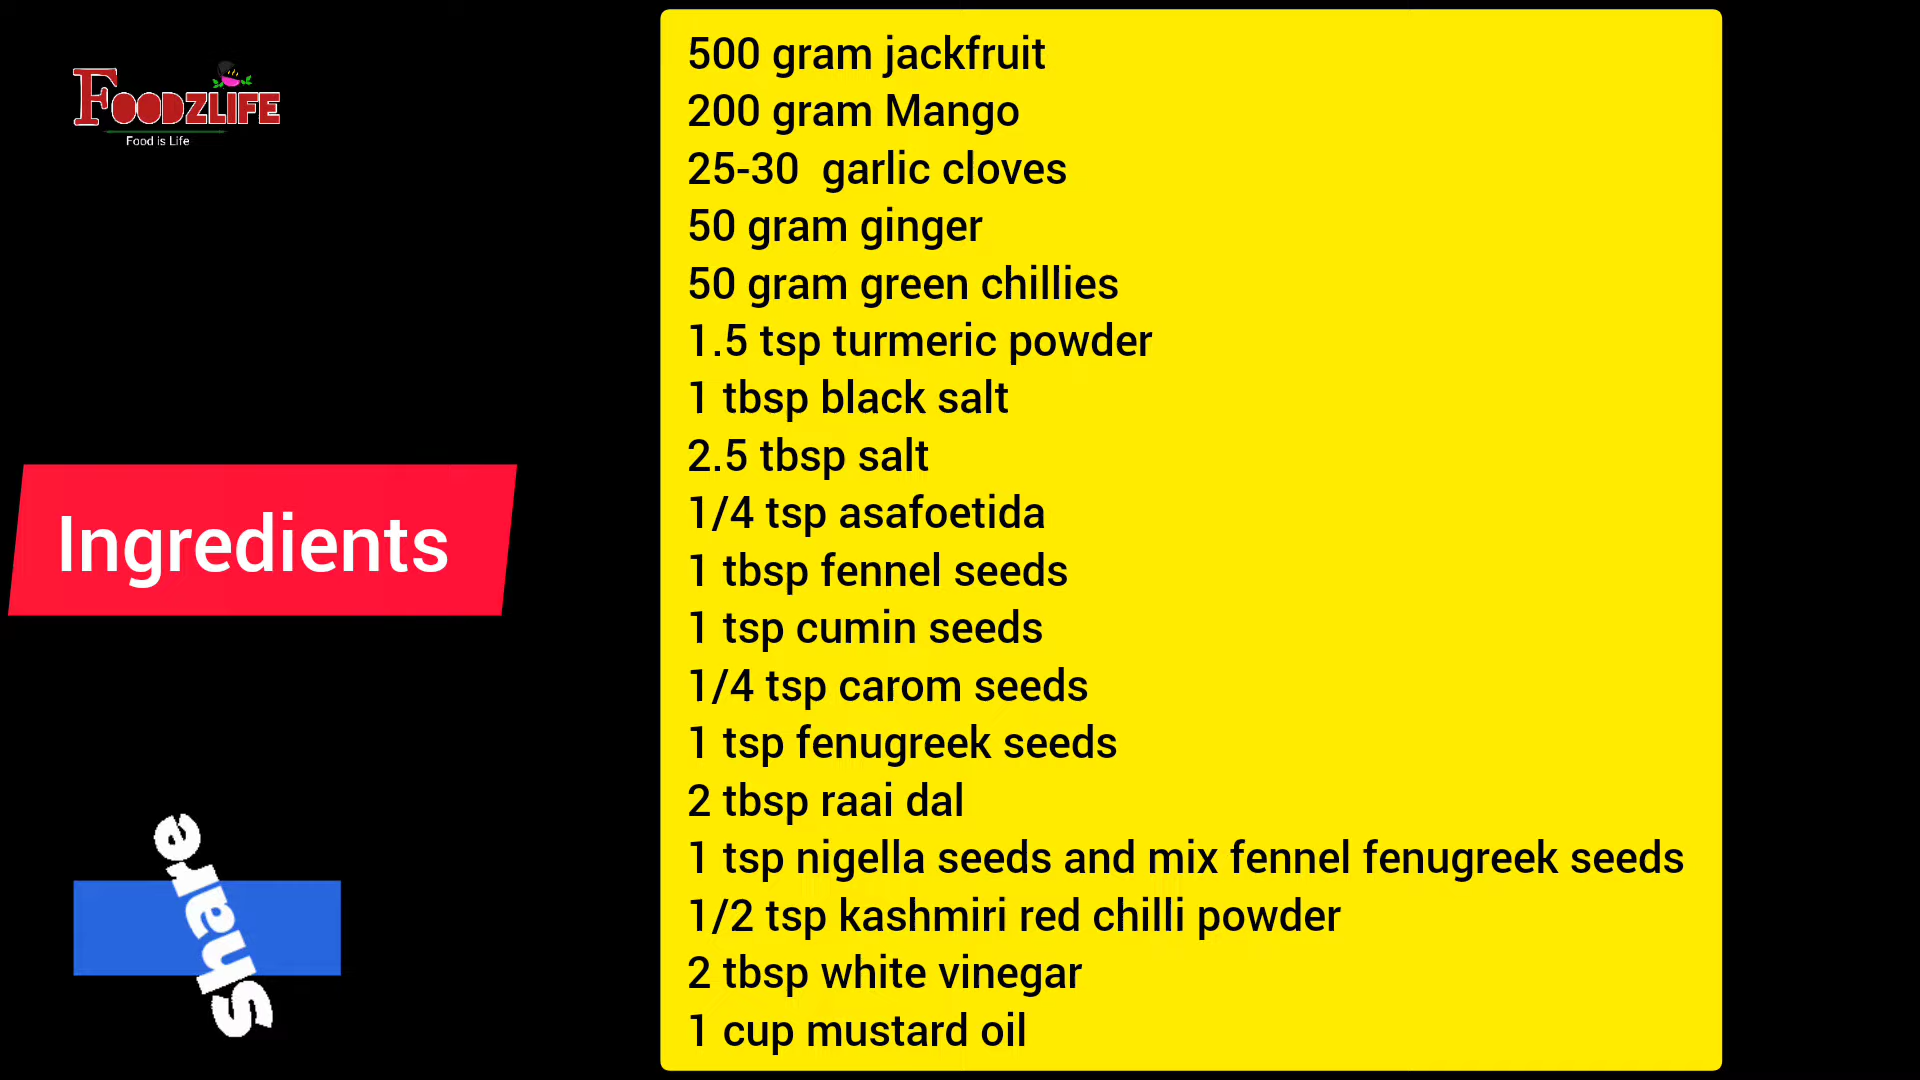 FOODZLIFE
Food is Life
Ingredients
share
500 gram jackfruit
200 gram Mango
25-30  garlic cloves
50 gram ginger
50 gram green chillies
1.5 tsp turmeric powder
1 tbsp black salt
2.5 tbsp salt
1/4 tsp asafoetida
1 tbsp fennel seeds
1 tsp cumin seeds
1/4 tsp carom seeds
1 tsp fenugreek seeds
2 tbsp raai dal
1 tsp nigella seeds and mix fennel fenugreek seeds
1/2 tsp kashmiri red chilli powder
2 tbsp white vinegar
1 cup mustard oil